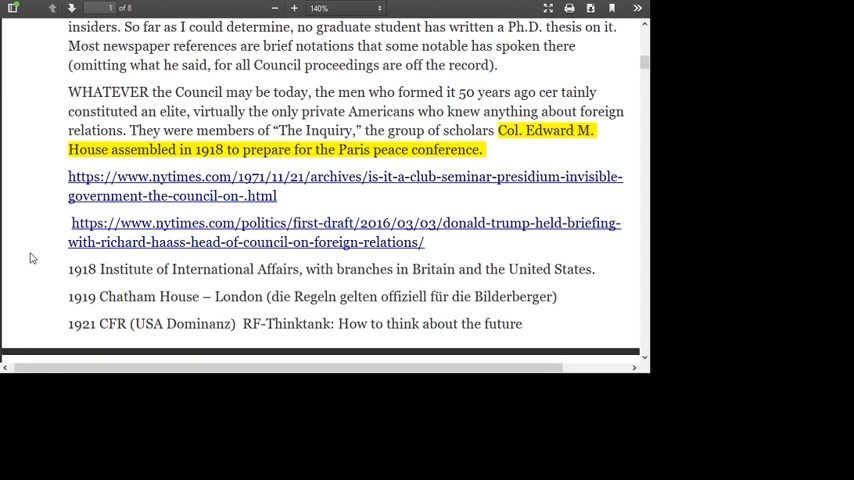 1 of 8
140%
insiders. So far as I could determine, no graduate student has written a Ph.D. thesis on it.
Most newspaper references are brief notations that some notable has spoken there
(omitting what he said, for all Council proceedings are off the record).
WHATEVER the Council may be today, the men who formed it 50 years ago cer tainly
constituted an elite, virtually the only private Americans who knew anything about foreign
relations. They were members of “The Inquiry,” the group of scholars Col. Edward M.
House assembled in 1918 to prepare for the Paris peace conference.
https://www.nytimes.com/1971/11/21/archives/is-it-a-club-seminar-presidium-invisible-
government-the-council-on-.html
https://www.nytimes.com/politics/first-draft/2016/03/03/donald-trump-held-briefing-
with-richard-haass-head-of-council-on-foreign-relations/
1918 Institute of International Affairs, with branches in Britain and the United States.
1919 Chatham House – London (die Regeln gelten offiziell für die Bilderberger)
1921 CFR (USA Dominanz) RF-Thinktank: How to think about the future